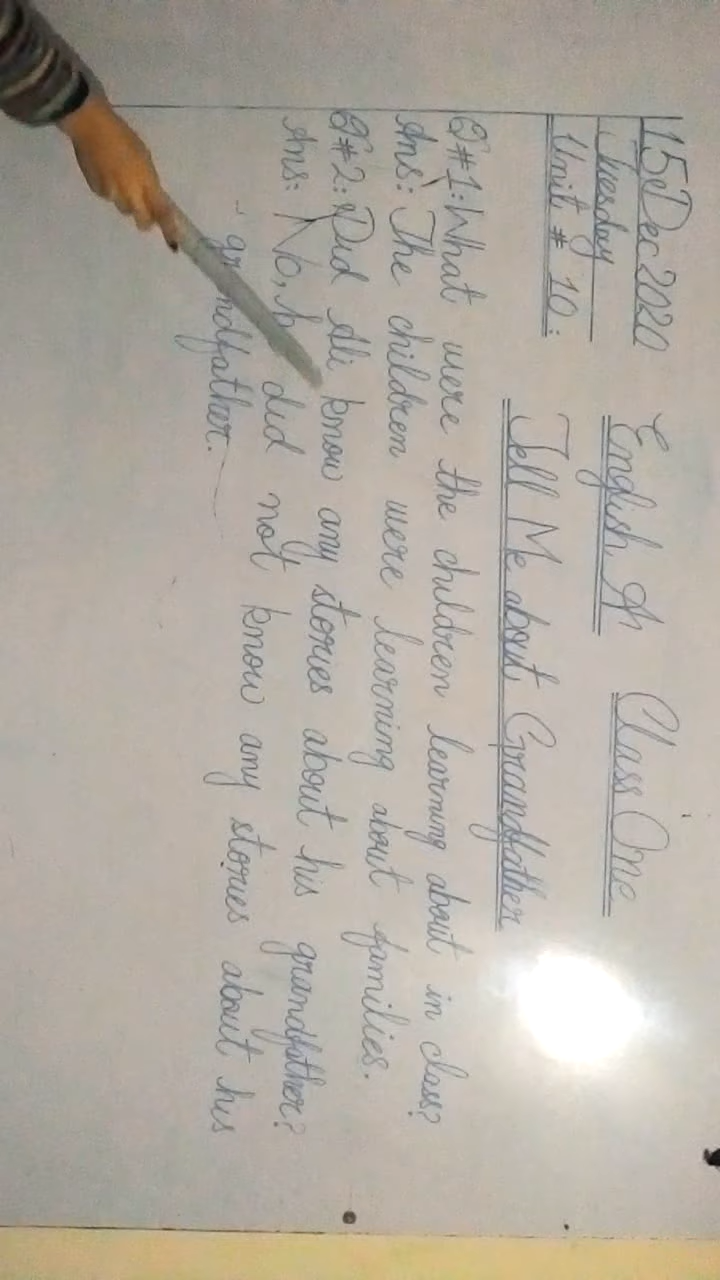 15 Dec 2020 English A Class One
Tuesday
Unit # 10: Tell Me about Grandfather
Q#1: What were the children learning about in class?
Ans: The children were learning about families.
Q#2: Did Ali know any stories about his grandfather?
Ans: No, did not know any stories about his
grandfather.